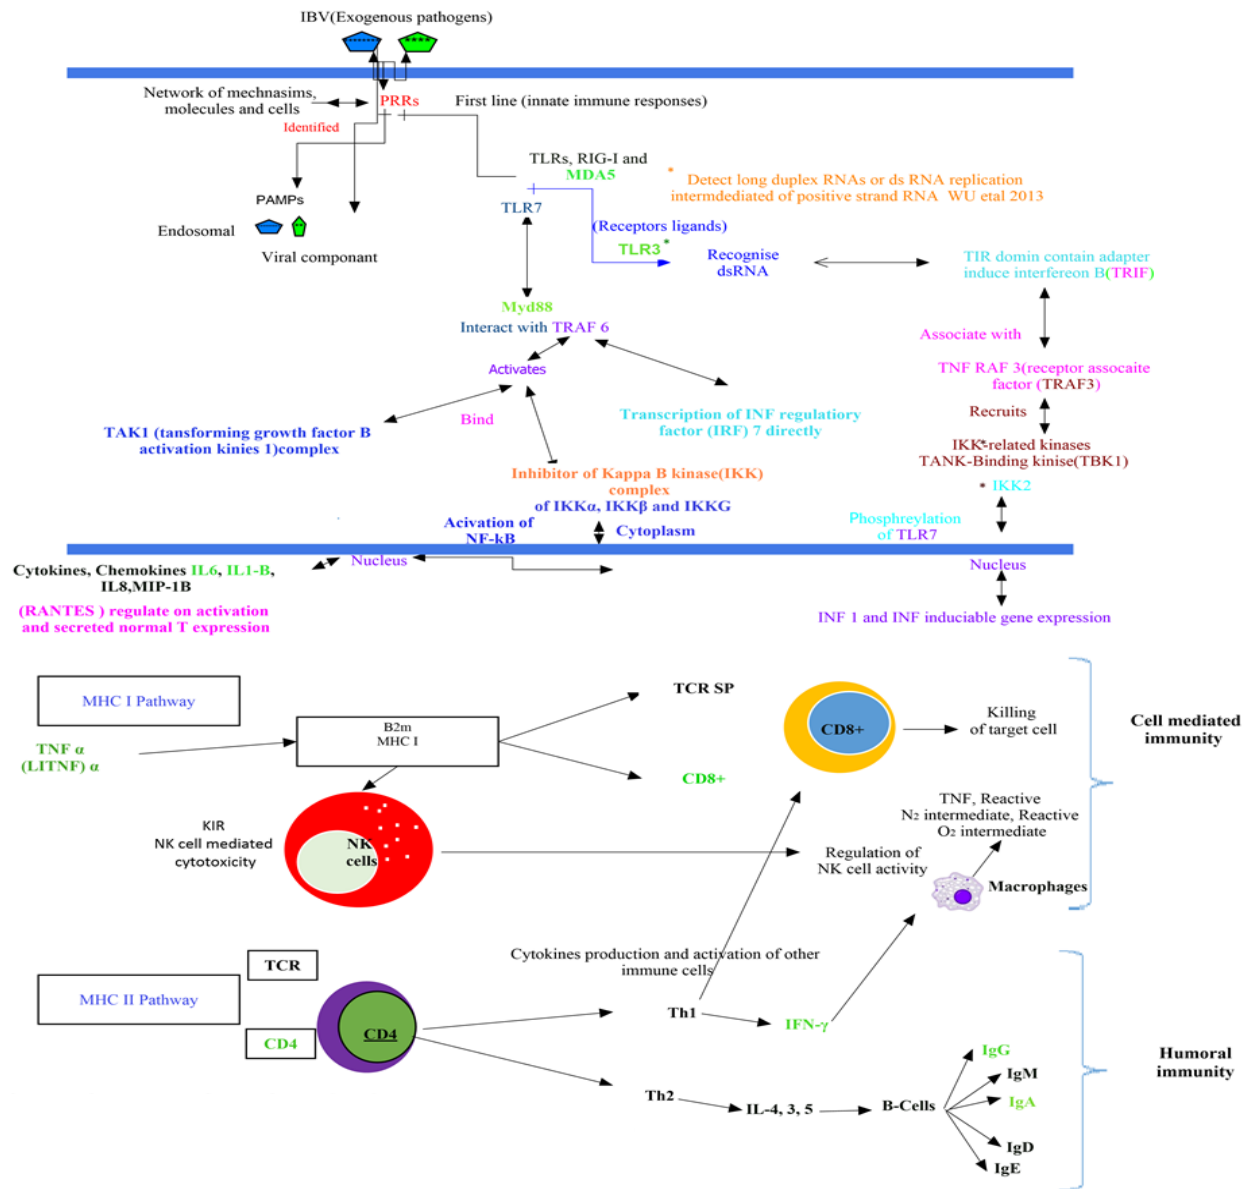 IBV(Exogenous pathogens)
Network of mechnasims,
molecules and cells
PRRs
First line (innate immune responses)
Identified
TLRs, RIG-I and
MDA5
* Detect long duplex RNAs or ds RNA replication
intermdediated of positive strand RNA WU etal 2013
PAMPs
TLR7
Endosomal
(Receptors ligands)
Viral componant
TLR3*
Recognise
dsRNA
TIR domin contain adapter
induce interfereon B(TRIF)
Myd88
Interact with TRAF 6
Associate with
Activates
TNF RAF 3(receptor assocaite
factor (TRAF3)
Bind
Transcription of INF regulatiory
factor (IRF) 7 directly
Recruits
TAK1 (tansforming growth factor B
activation kinies 1)complex
IKK-related kinases
TANK-Binding kinise(TBK1)
Inhibitor of Kappa B kinase(IKK)
complex
of IKKα, IKKβ and IKKG
* IKK2
Phosphreylation
of TLR7
Acivation of
NF-kB
Cytoplasm
Nucleus
Nucleus
Cytokines, Chemokines IL6, IL1-B,
IL8,MIP-1B
(RANTES ) regulate on activation
and secreted normal T expression
INF 1 and INF induciable gene expression
MHC I Pathway
TCR SP
B2m
MHC I
CD8+
Killing
of target cell
Cell mediated
immunity
TNF α
(LITNF) α
CD8+
TNF, Reactive
N2 intermediate, Reactive
O2 intermediate
KIR
NK cell mediated
cytotoxicity
NK
cells
Regulation of
NK cell activity
Macrophages
Cytokines production and activation of other
immune cells
TCR
MHC II Pathway
Th1
IFN-γ
CD4
CD4
IgG
Humoral
immunity
IgM
Th2
IL-4, 3, 5
B-Cells
IgA
IgD
IgE